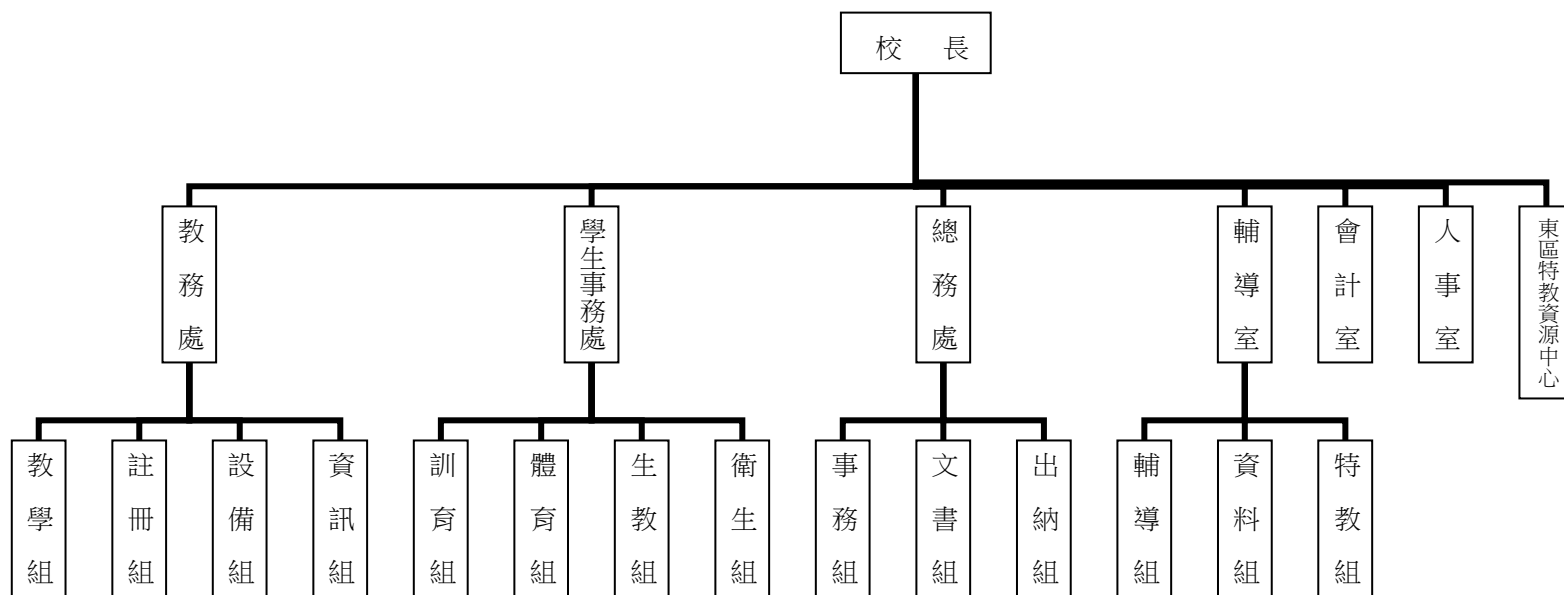 校 長
教務處
學生事務處
總務處
輔導室
會計室
人事室
東區特教資源中心
教學組
註冊組
設備組
資訊組
訓育組
體育組
生教組
衛生組
事務組
文書組
出納組
輔導組
資料組
特教組